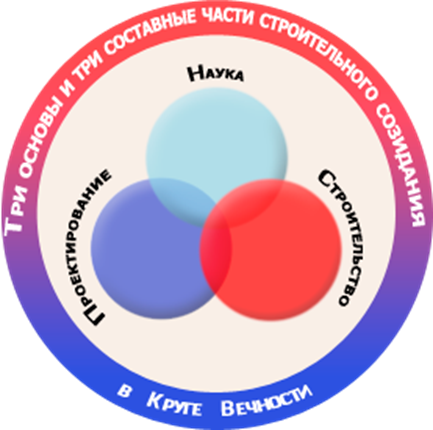 Три основы и три составные части строительного созидания
Наука
Проектирование
Строительство
в Круге Вечности